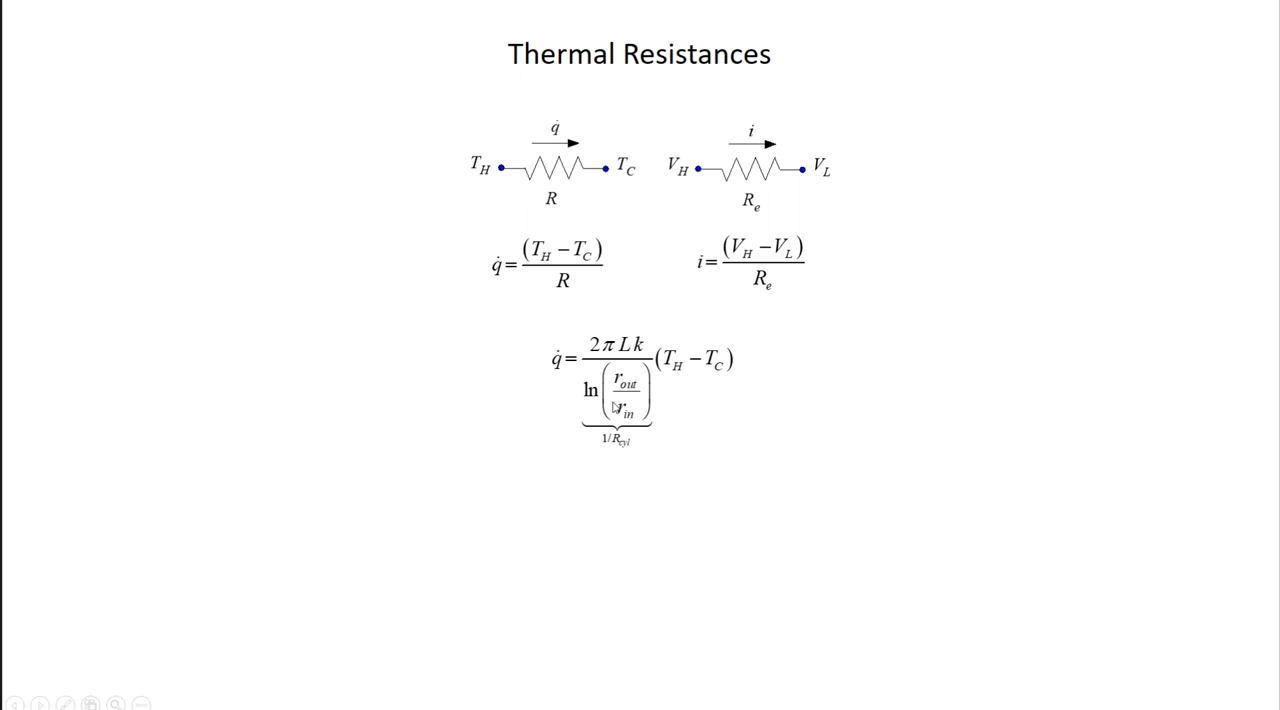 Thermal Resistances
q̇ i
T_H T_C V_H V_L
R R_e
q̇ = (T_H − T_C) / R i = (V_H − V_L) / R_e
q̇ = 2πLk / ln(r_out / r_in) (T_H − T_C)
1/R_cyl